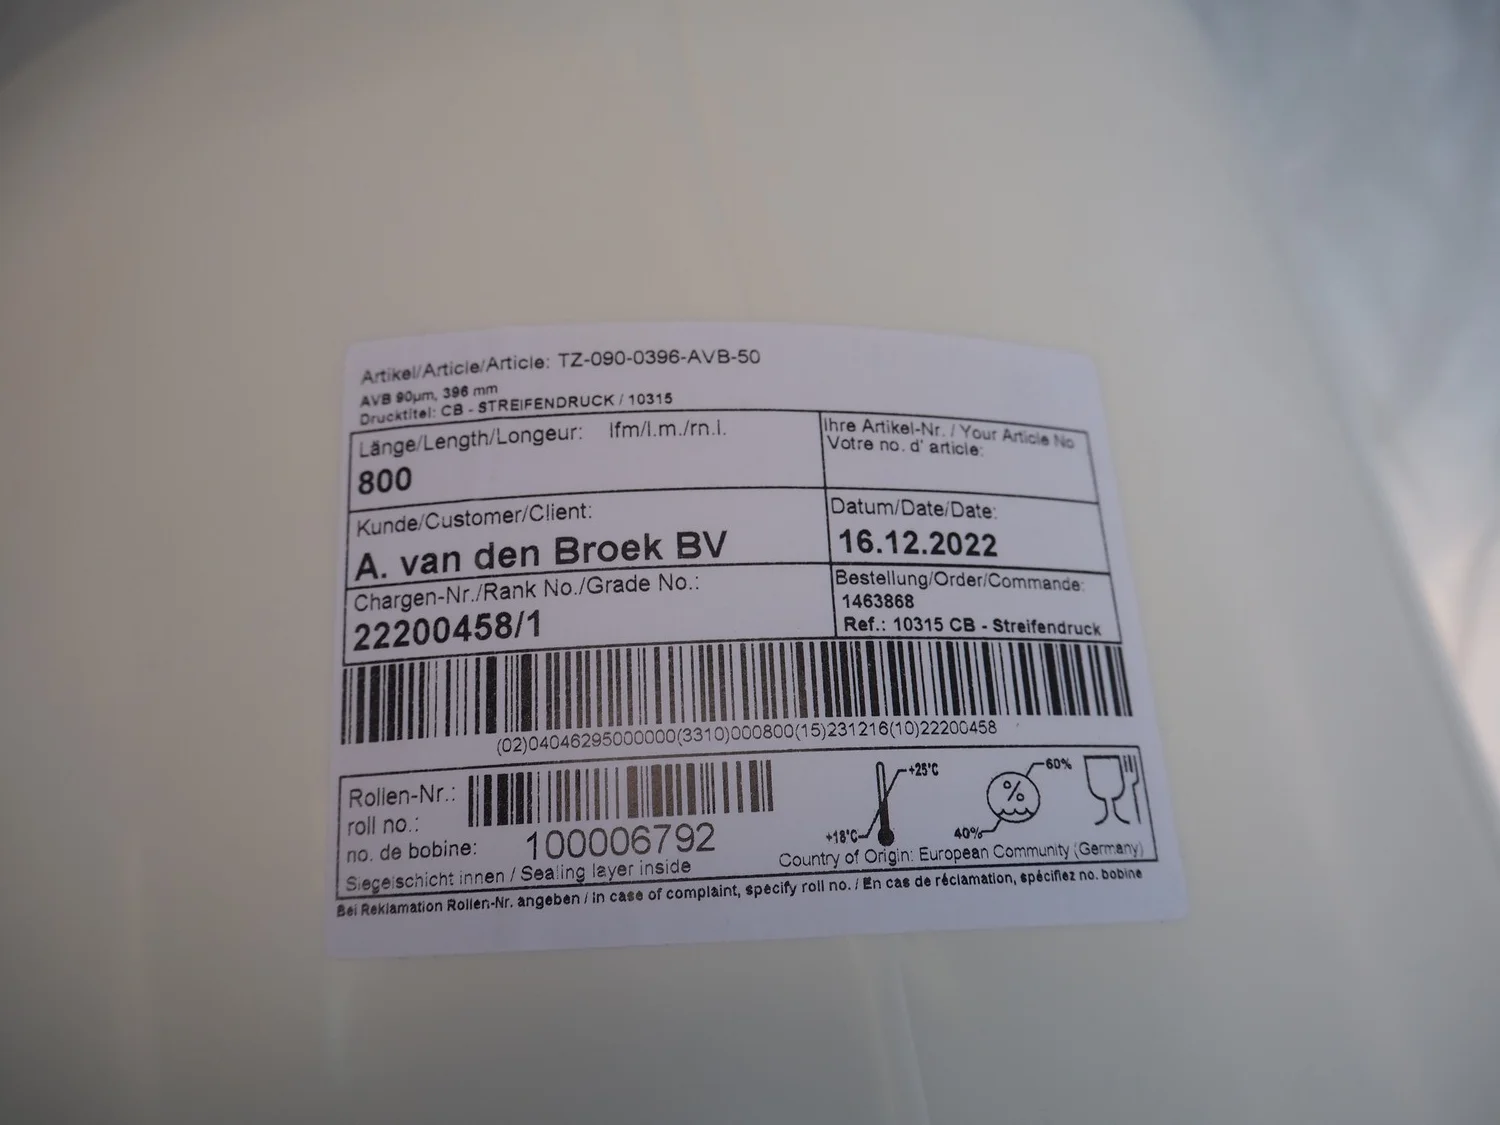 Artikel/Article/Article: TZ-090-0396-AVB-50
AVB 90µm, 396 mm
Drucktitel: CB - STREIFENDRUCK / 10315
Länge/Length/Longeur: lfm/l.m./rn.l.
800
Ihre Artikel-Nr. / Your Article No
Votre no. d' article:
Kunde/Customer/Client:
A. van den Broek BV
Datum/Date/Date:
16.12.2022
Chargen-Nr./Rank No./Grade No.:
22200458/1
Bestellung/Order/Commande:
1463868
Ref.: 10315 CB - Streifendruck
(02)04046295000000(3310)000800(15)231216(10)22200458
Rollen-Nr.:
roll no.:
no. de bobine:
100006792
Siegelschicht innen / Sealing layer inside
+25°C
+18°C
60%
%
40%
Country of Origin: European Community (Germany)
Bei Reklamation Rollen-Nr. angeben / In case of complaint, specify roll no. / En cas de réclamation, spécifiez no. bobine